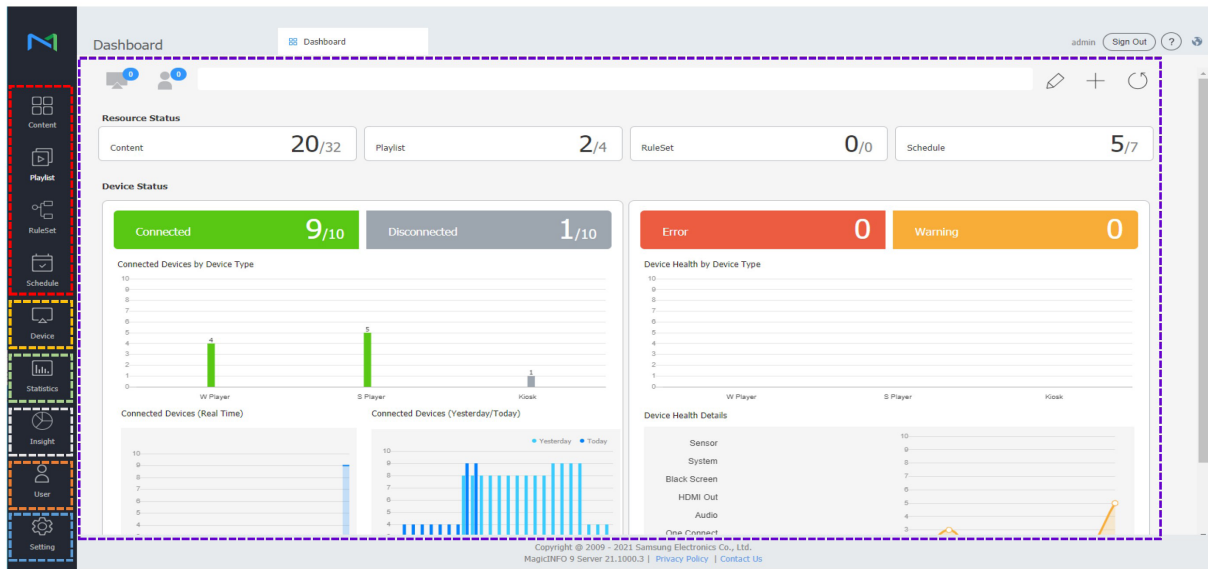 Dashboard
Dashboard
admin
Sign Out
?
0
0
Content
Playlist
RuleSet
Schedule
Device
Statistics
Insight
User
Setting
Resource Status
Content 20/32
Playlist 2/4
RuleSet 0/0
Schedule 5/7
Device Status
Connected 9/10
Disconnected 1/10
Error 0
Warning 0
Connected Devices by Device Type
10
9
8
7
6
5
4
3
2
1
0
4
5
1
W Player
S Player
Kiosk
Device Health by Device Type
10
9
8
7
6
5
4
3
2
1
0
W Player
S Player
Kiosk
Connected Devices (Real Time)
10
9
8
7
6
5
4
Connected Devices (Yesterday/Today)
Yesterday
Today
10
9
8
7
6
5
4
Device Health Details
Sensor
System
Black Screen
HDMI Out
Audio
One Connect
10
9
8
7
6
5
4
3
Copyright @ 2009 - 2021 Samsung Electronics Co., Ltd.
MagicINFO 9 Server 21.1000.3 | Privacy Policy | Contact Us